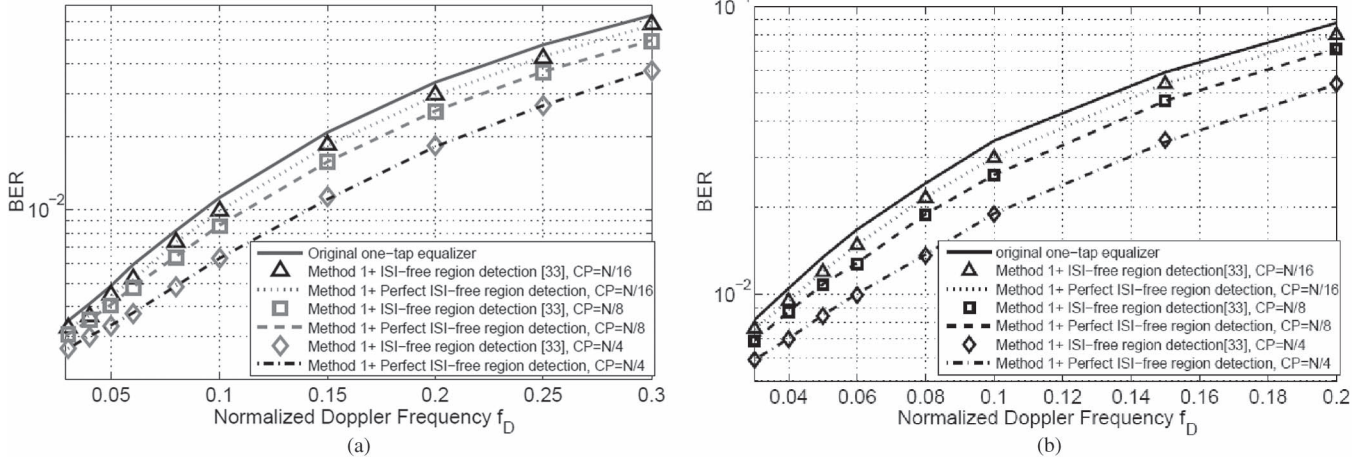 BER
10^-2
Original one-tap equalizer
Method 1+ ISI-free region detection [33], CP=N/16
Method 1+ Perfect ISI-free region detection, CP=N/16
Method 1+ ISI-free region detection [33], CP=N/8
Method 1+ Perfect ISI-free region detection, CP=N/8
Method 1+ ISI-free region detection [33], CP=N/4
Method 1+ Perfect ISI-free region detection, CP=N/4
0.05 0.1 0.15 0.2 0.25 0.3
Normalized Doppler Frequency f_D
(a)
BER
10^0
10^-1
10^-2
original one-tap equalizer
Method 1+ ISI-free region detection[33], CP=N/16
Method 1+ Perfect ISI-free region detection, CP=N/16
Method 1+ ISI-free region detection[33], CP=N/8
Method 1+ Perfect ISI-free region detection, CP=N/8
Method 1+ ISI-free region detection[33], CP=N/4
Method 1+ Perfect ISI-free region detection, CP=N/4
0.04 0.06 0.08 0.1 0.12 0.14 0.16 0.18 0.2
Normalized Doppler Frequency f_D
(b)